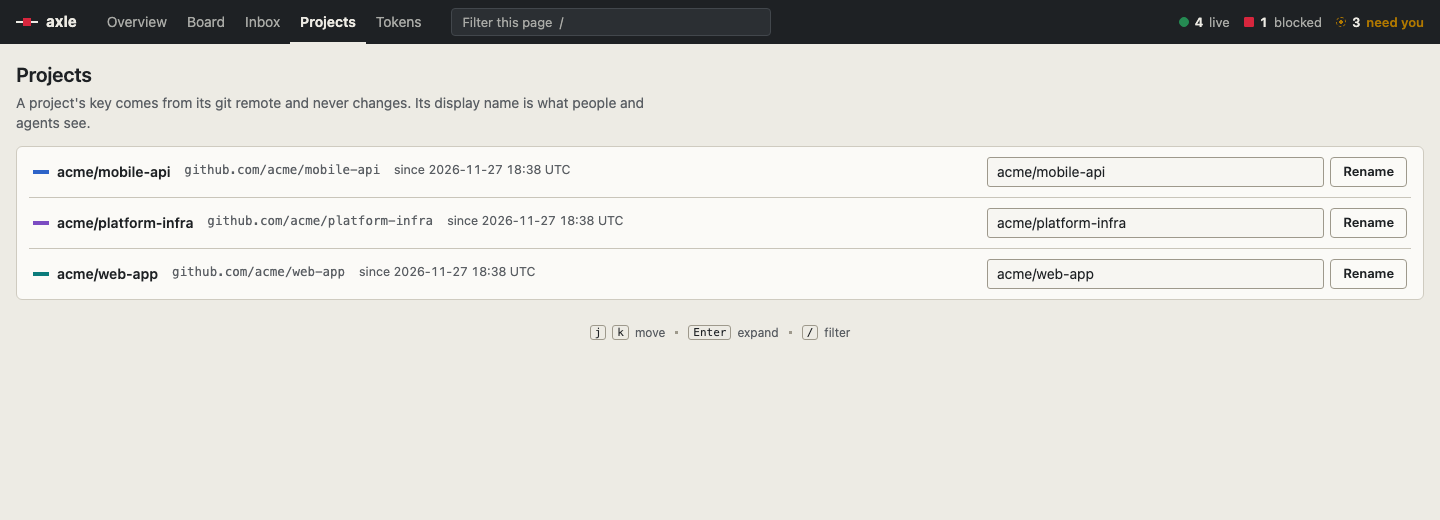 axle Overview Board Inbox Projects Tokens Filter this page / 4 live 1 blocked 3 need you
Projects
A project's key comes from its git remote and never changes. Its display name is what people and
agents see.
acme/mobile-api github.com/acme/mobile-api since 2026-11-27 18:38 UTC acme/mobile-api Rename
acme/platform-infra github.com/acme/platform-infra since 2026-11-27 18:38 UTC acme/platform-infra Rename
acme/web-app github.com/acme/web-app since 2026-11-27 18:38 UTC acme/web-app Rename
j k move · Enter expand · / filter